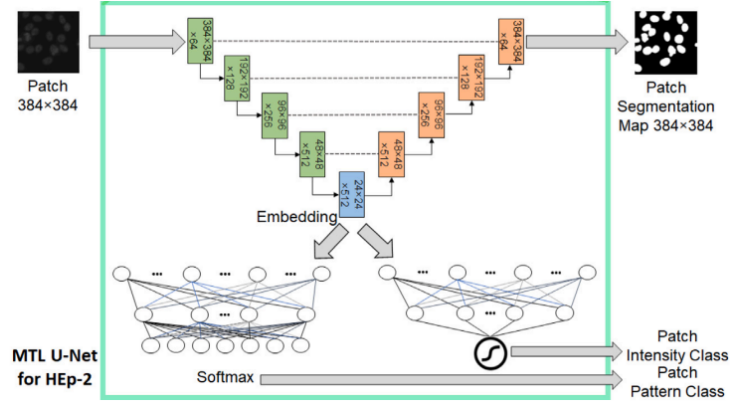 Patch
384×384
384×384
×64
192×192
×128
96×96
×256
48×48
×512
24×24
×512
48×48
×512
96×96
×256
192×192
×128
384×384
×64
Patch
Segmentation
Map 384×384
Embedding
MTL U-Net
for HEp-2
Softmax
Patch
Intensity Class
Patch
Pattern Class